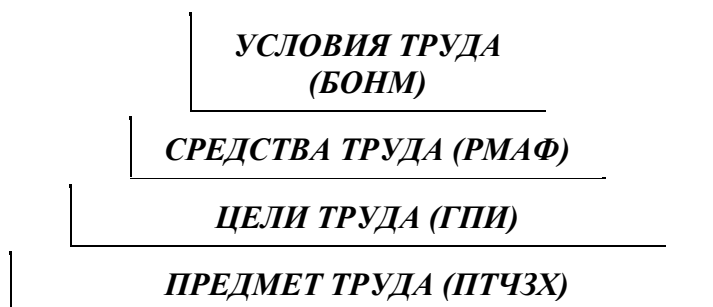 УСЛОВИЯ ТРУДА
(БОНМ)
СРЕДСТВА ТРУДА (РМАФ)
ЦЕЛИ ТРУДА (ГПИ)
ПРЕДМЕТ ТРУДА (ПТЧЗХ)